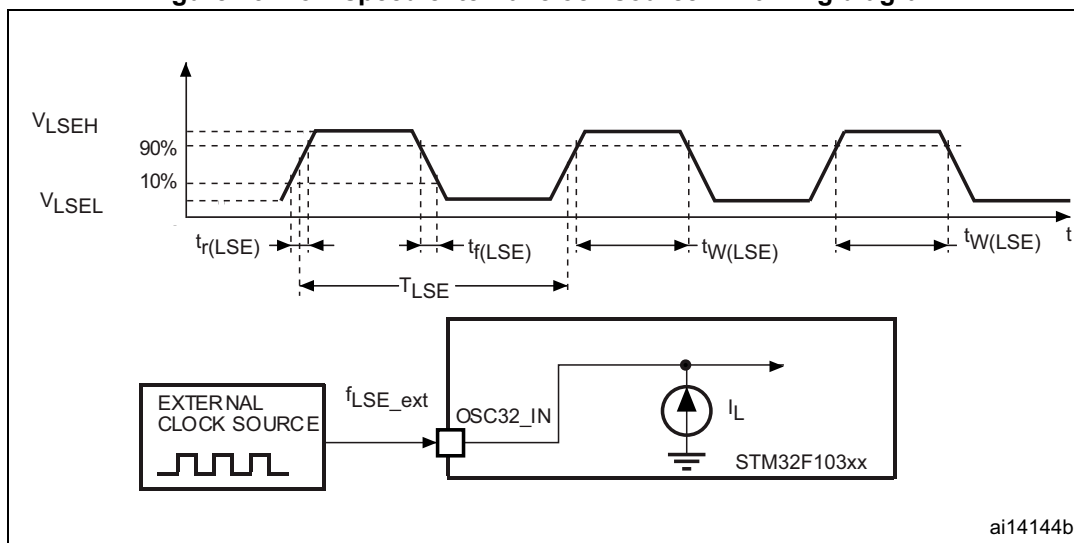 V_LSEH
90%
10%
V_LSEL
t_r(LSE)
t_f(LSE)
t_W(LSE)
t_W(LSE)
t
T_LSE
EXTERNAL
CLOCK SOURCE
f_LSE_ext
OSC32_IN
I_L
STM32F103xx
ai14144b